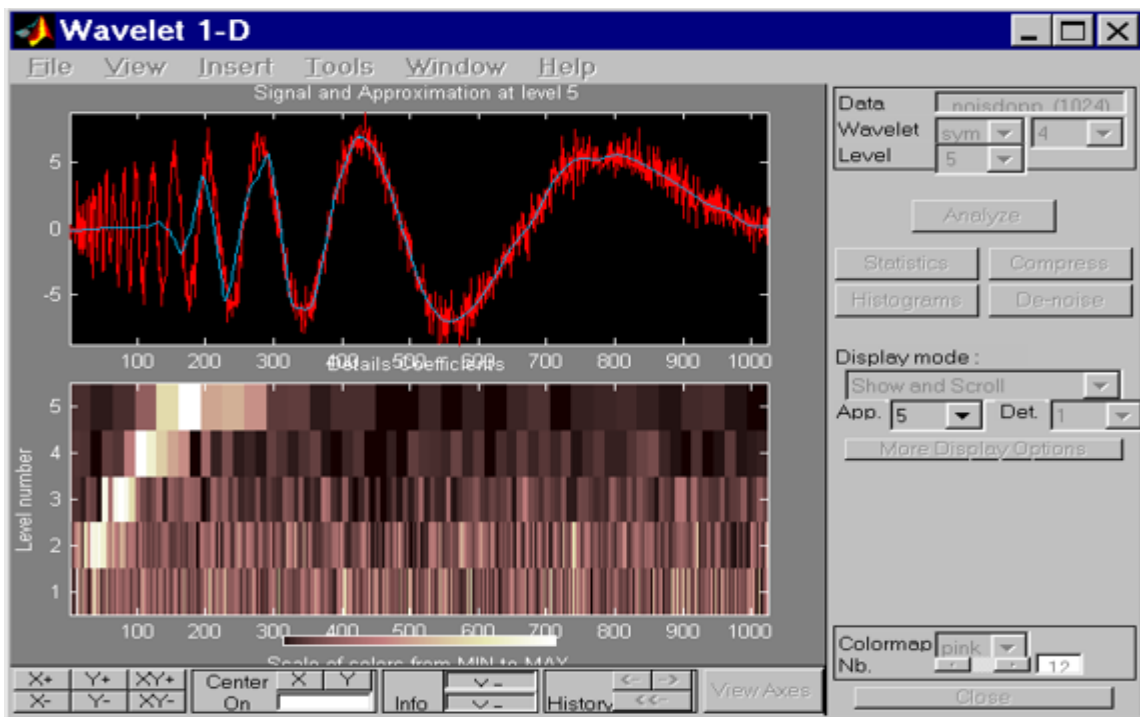 Wavelet 1-D
File View Insert Tools Window Help
Signal and Approximation at level 5
5
0
-5
100 200 300 400 500 600 700 800 900 1000
Details Coefficients
Level number
5
4
3
2
1
100 200 300 400 500 600 700 800 900 1000
Scale of colors from MIN to MAX
Data noisdopp (1024)
Wavelet sym 4
Level 5
Analyze
Statistics Compress
Histograms De-noise
Display mode :
Show and Scroll
App. 5 Det. 1
More Display Options
Colormap pink
Nb. 12
Close
X+ Y+ XY+ Center X Y <- ->
X- Y- XY- On Info History <<- View Axes